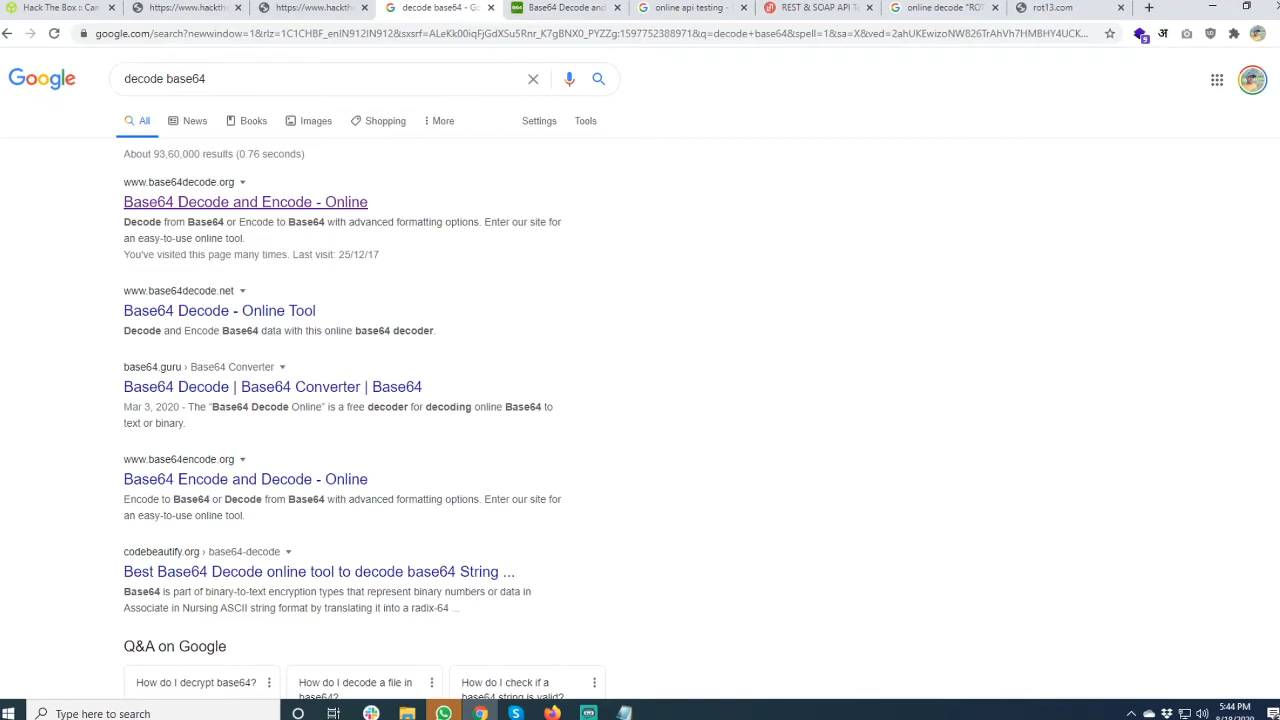 Hack The Box :: Can
https://www.hackth
https://www.hackth
decode base64 - Go
Base64 Decode and
online api testing -
REST & SOAP API Te
online decode "ROT
rot13.com
google.com/search?newwindow=1&rlz=1C1CHBF_enIN912IN912&sxsrf=ALeKk00iqFjGdXSu5Rnr_K7gBNX0_PYZZg:1597752388971&q=decode+base64&spell=1&sa=X&ved=2ahUKEwizoNW826TrAhVh7HMBHY4UCK...
Google
decode base64
All
News
Books
Images
Shopping
More
Settings
Tools
About 93,60,000 results (0.76 seconds)
www.base64decode.org
Base64 Decode and Encode - Online
Decode from Base64 or Encode to Base64 with advanced formatting options. Enter our site for
an easy-to-use online tool.
You've visited this page many times. Last visit: 25/12/17
www.base64decode.net
Base64 Decode - Online Tool
Decode and Encode Base64 data with this online base64 decoder.
base64.guru › Base64 Converter
Base64 Decode | Base64 Converter | Base64
Mar 3, 2020 - The "Base64 Decode Online" is a free decoder for decoding online Base64 to
text or binary.
www.base64encode.org
Base64 Encode and Decode - Online
Encode to Base64 or Decode from Base64 with advanced formatting options. Enter our site for
an easy-to-use online tool.
codebeautify.org › base64-decode
Best Base64 Decode online tool to decode base64 String ...
Base64 is part of binary-to-text encryption types that represent binary numbers or data in
Associate in Nursing ASCII string format by translating it into a radix-64 ...
Q&A on Google
How do I decrypt base64?
How do I decode a file in
base64?
How do I check if a
base64 string is valid?
Type here to search
5:44 PM
8/18/2020